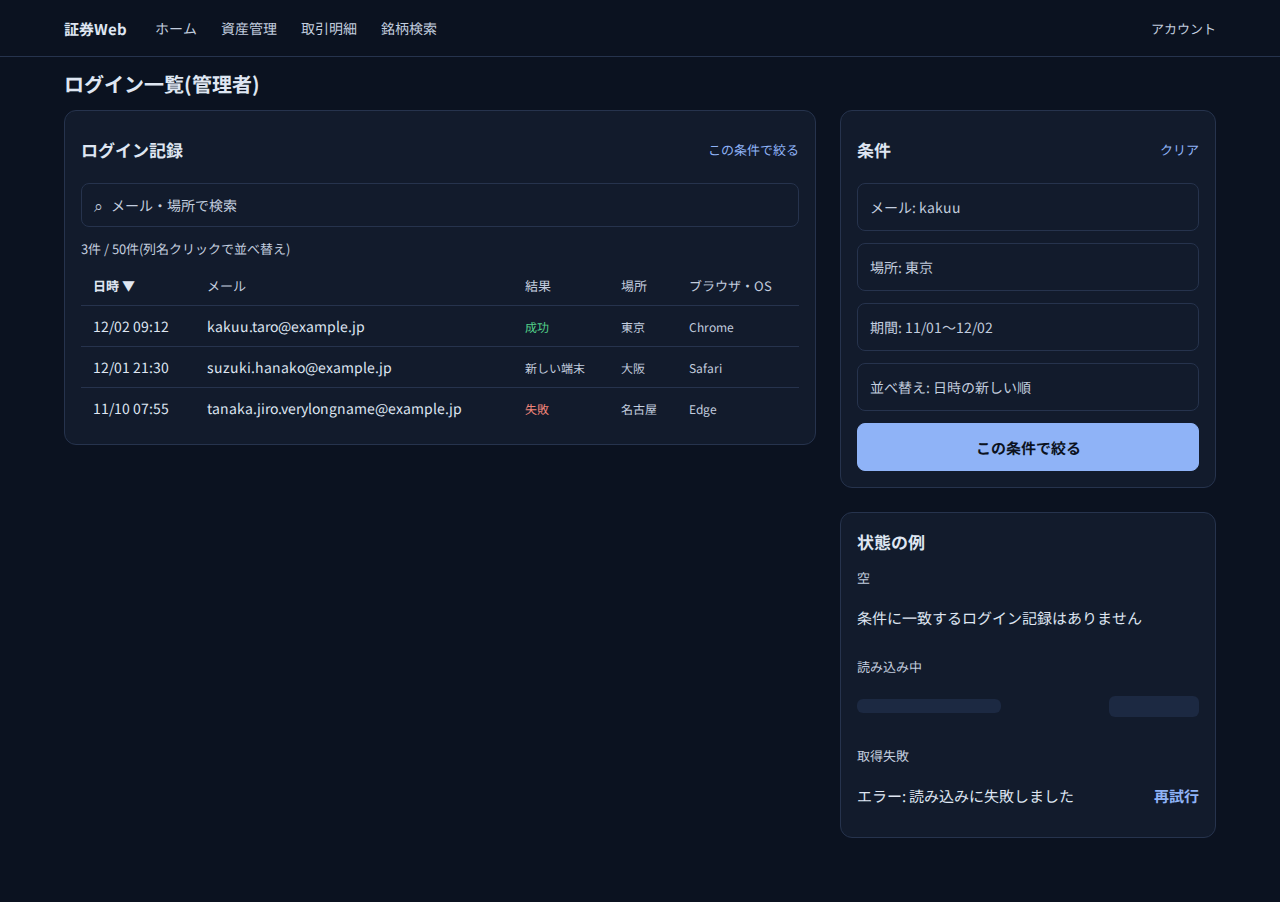 証券Web ホーム 資産管理 取引明細 銘柄検索 アカウント
ログイン一覧(管理者)
ログイン記録 この条件で絞る
メール・場所で検索
3件 / 50件(列名クリックで並べ替え)
日時▼ メール 結果 場所 ブラウザ・OS
12/02 09:12 kakuu.taro@example.jp 成功 東京 Chrome
12/01 21:30 suzuki.hanako@example.jp 新しい端末 大阪 Safari
11/10 07:55 tanaka.jiro.verylongname@example.jp 失敗 名古屋 Edge
条件 クリア
メール: kakuu
場所: 東京
期間: 11/01〜12/02
並べ替え: 日時の新しい順
この条件で絞る
状態の例
空
条件に一致するログイン記録はありません
読み込み中
取得失敗
エラー: 読み込みに失敗しました 再試行